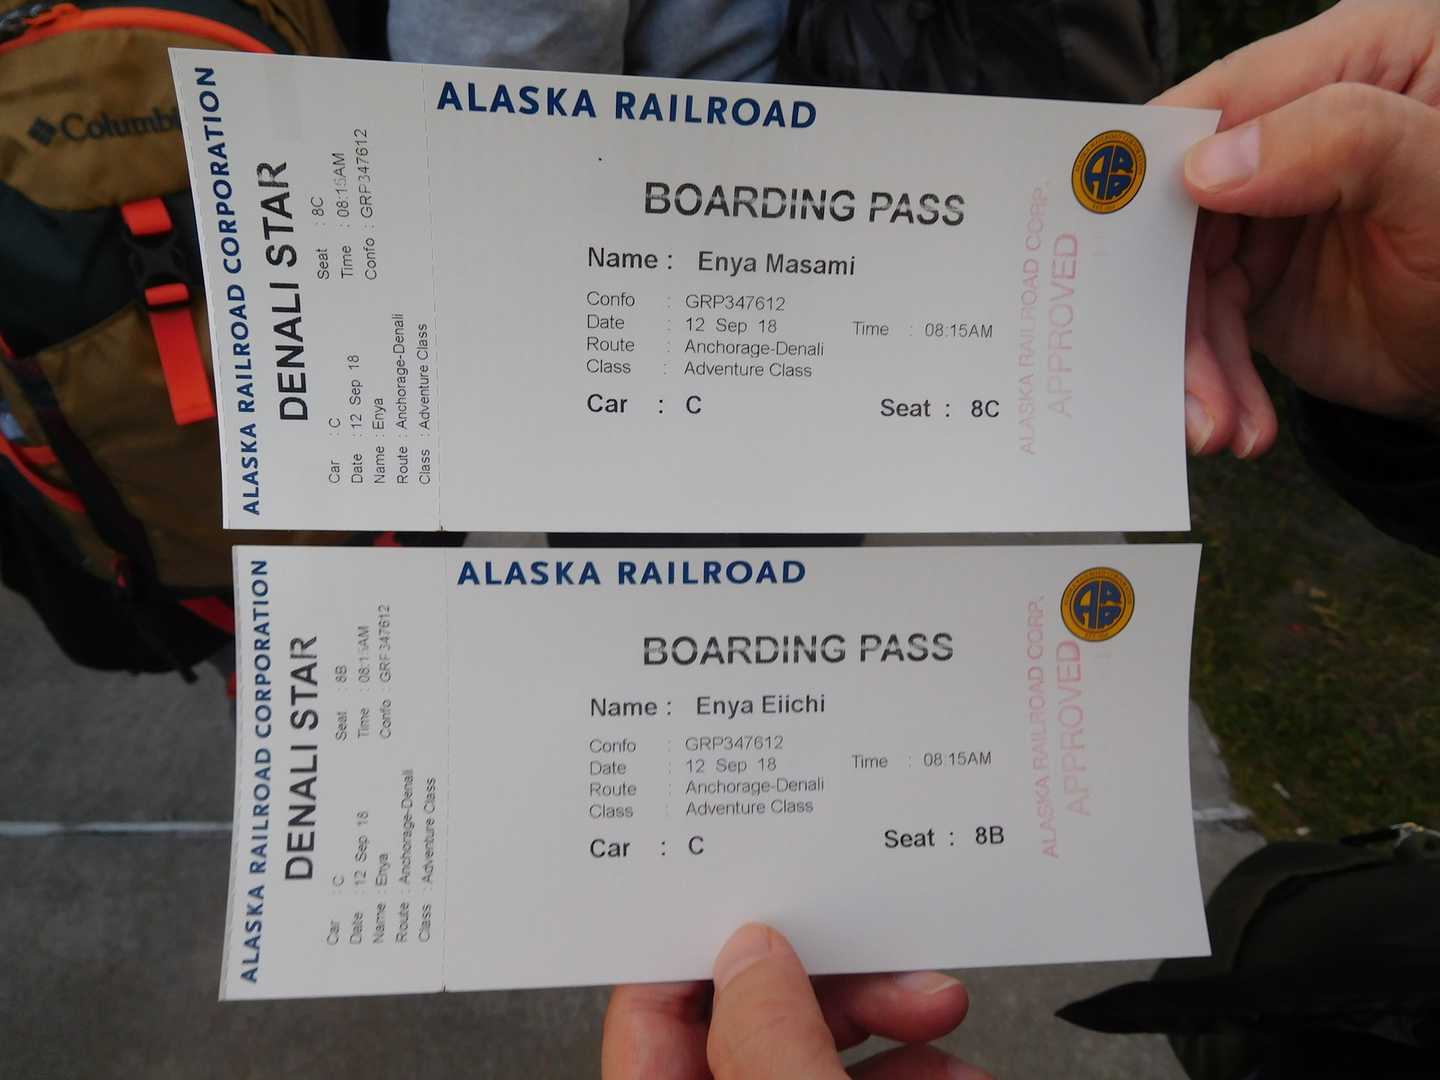 Columbi
ALASKA RAILROAD CORPORATION
DENALI STAR
Seat : 8C
Time : 08:15AM
Confo : GRP347612
Car : C
Date : 12 Sep 18
Name : Enya
Route : Anchorage-Denali
Class : Adventure Class
ALASKA RAILROAD
BOARDING PASS
Name : Enya Masami
Confo : GRP347612
Date : 12 Sep 18 Time : 08:15AM
Route : Anchorage-Denali
Class : Adventure Class
Car : C Seat : 8C
ALASKA RAILROAD CORP.
APPROVED
ARR
ALASKA RAILROAD CORPORATION
DENALI STAR
Seat : 8B
Time : 08:15AM
Confo : GRP347612
Car : C
Date : 12 Sep 18
Name : Enya
Route : Anchorage-Denali
Class : Adventure Class
ALASKA RAILROAD
BOARDING PASS
Name : Enya Eiichi
Confo : GRP347612
Date : 12 Sep 18 Time : 08:15AM
Route : Anchorage-Denali
Class : Adventure Class
Car : C Seat : 8B
ALASKA RAILROAD CORP.
APPROVED
ARR